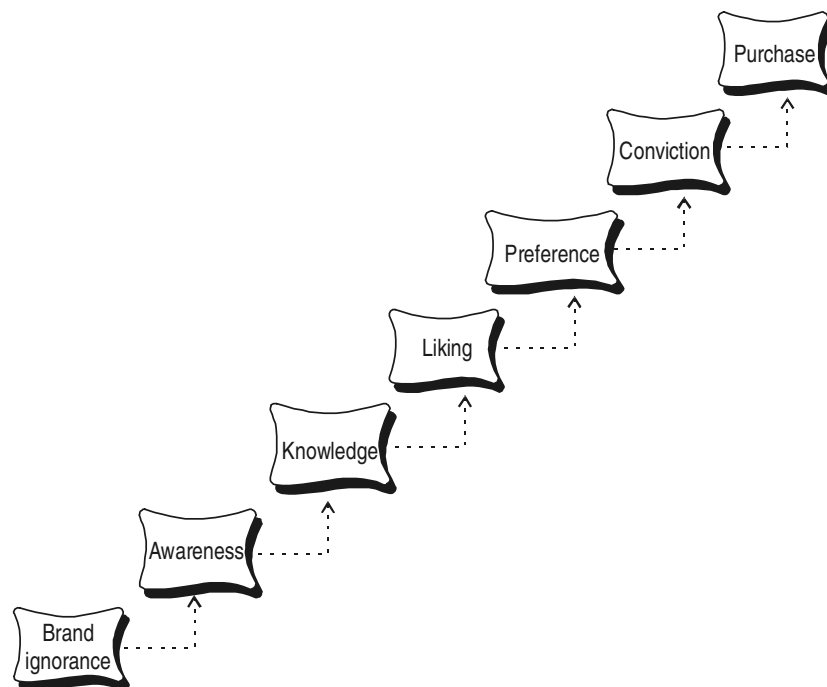 Purchase
Conviction
Preference
Liking
Knowledge
Awareness
Brand
ignorance